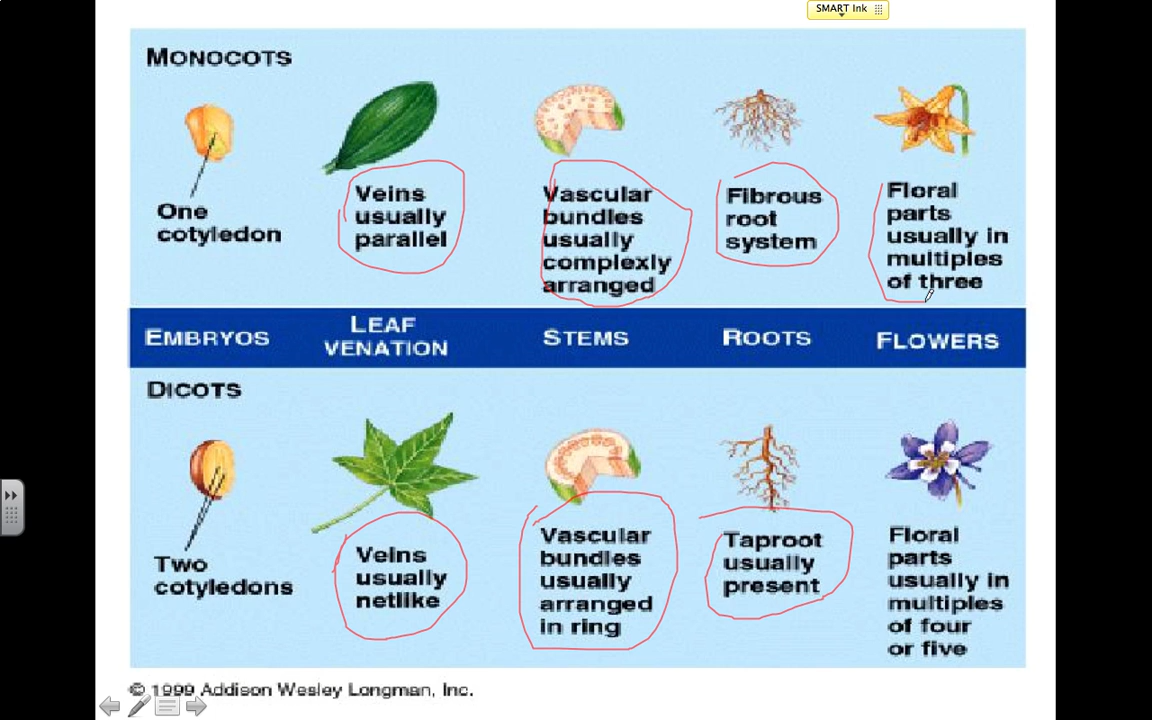 SMART Ink
MONOCOTS
One
cotyledon
Veins
usually
parallel
Vascular
bundles
usually
complexly
arranged
Fibrous
root
system
Floral
parts
usually in
multiples
of three
EMBRYOS
LEAF
VENATION
STEMS
ROOTS
FLOWERS
DICOTS
Two
cotyledons
Veins
usually
netlike
Vascular
bundles
usually
arranged
in ring
Taproot
usually
present
Floral
parts
usually in
multiples
of four
or five
© 1999 Addison Wesley Longman, Inc.